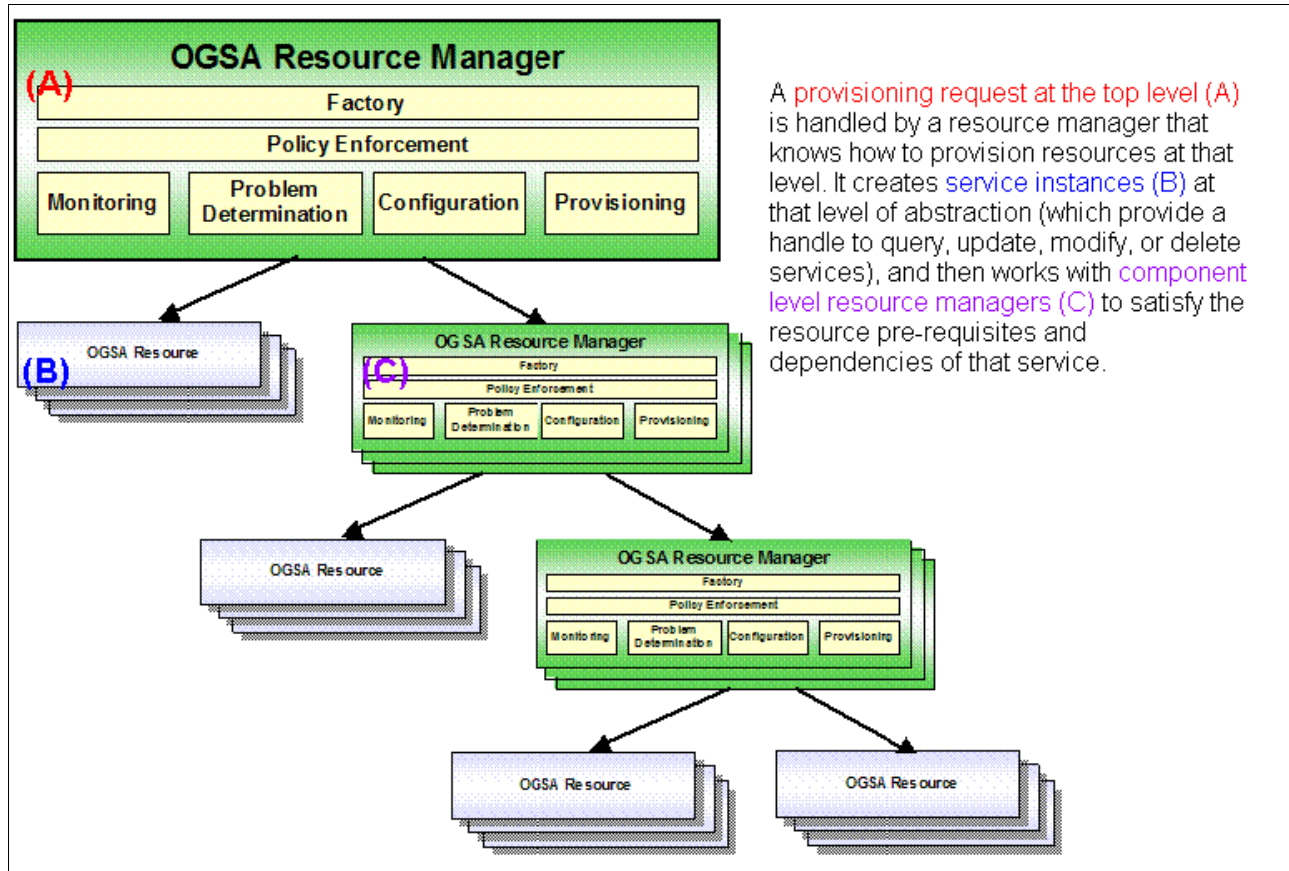 OGSA Resource Manager
(A)
Factory
Policy Enforcement
Monitoring
Problem
Determination
Configuration
Provisioning
A provisioning request at the top level (A)
is handled by a resource manager that
knows how to provision resources at that
level. It creates service instances (B) at
that level of abstraction (which provide a
handle to query, update, modify, or delete
services), and then works with component
level resource managers (C) to satisfy the
resource pre-requisites and
dependencies of that service.
OGSA Resource
(B)
OGSA Resource Manager
(C)
Factory
Policy Enforcement
Monitoring
Problem
Determination
Configuration
Provisioning
OGSA Resource
OGSA Resource Manager
Factory
Policy Enforcement
Monitoring
Problem
Determination
Configuration
Provisioning
OGSA Resource
OGSA Resource